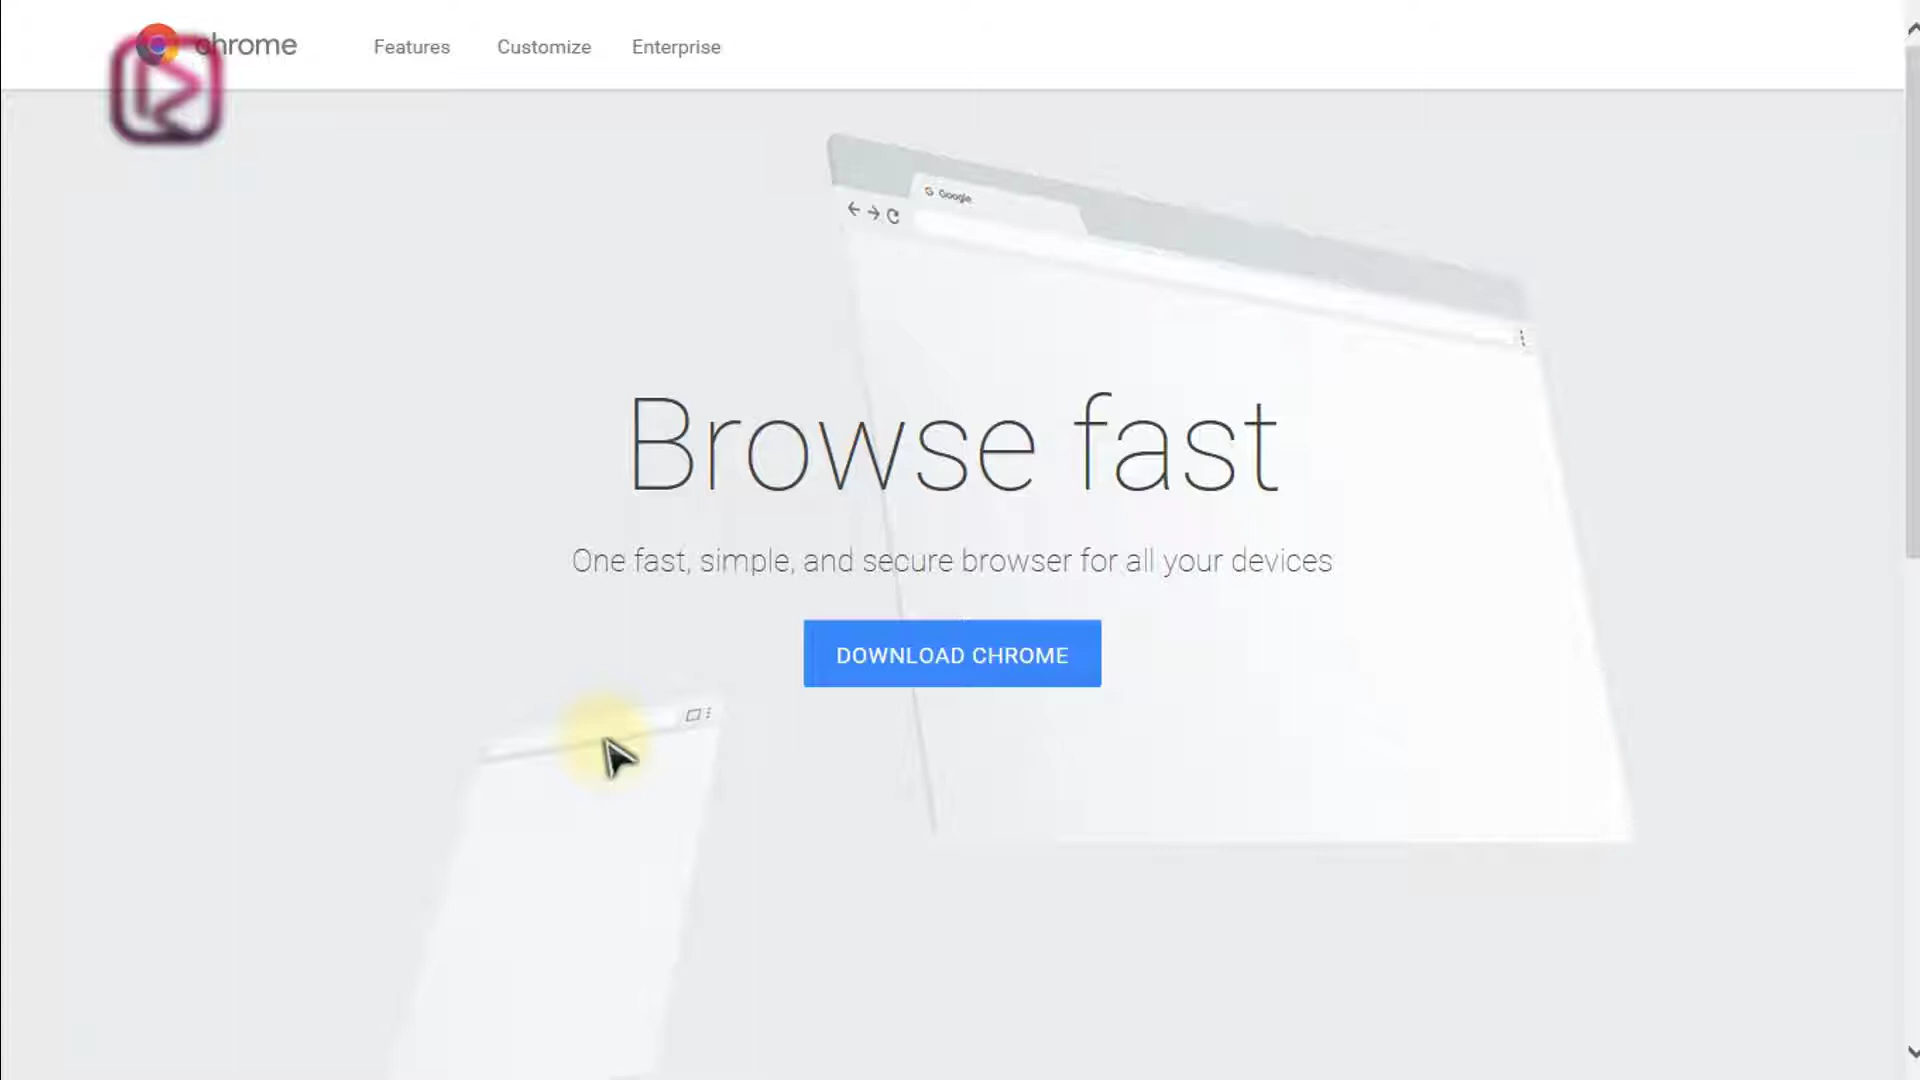 chrome
Features
Customize
Enterprise
Google
Browse fast
One fast, simple, and secure browser for all your devices
DOWNLOAD CHROME